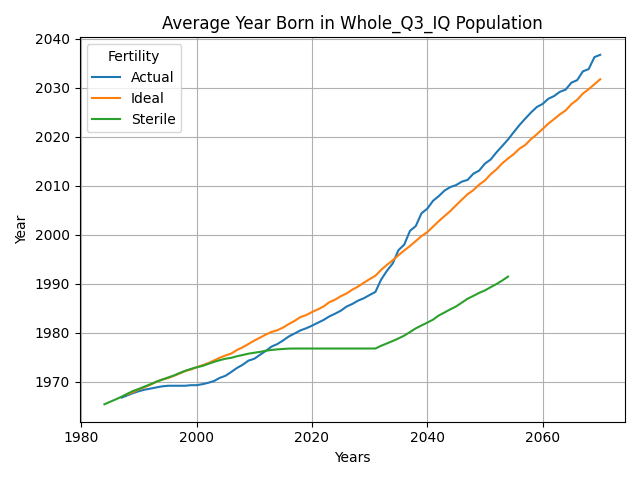 Average Year Born in Whole_Q3_IQ Population
Fertility
Actual
Ideal
Sterile
2040
2030
2020
2010
2000
1990
1980
1970
Year
1980
2000
2020
2040
2060
Years